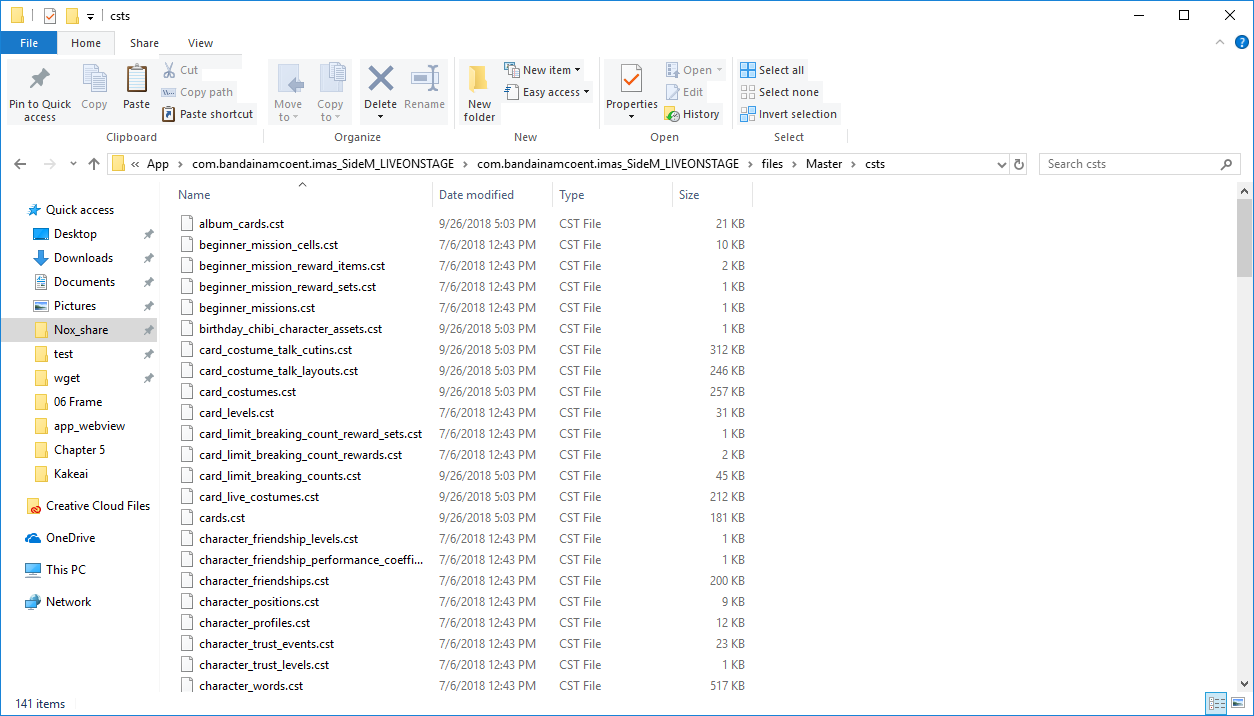 csts
File Home Share View
Pin to Quick access
Copy
Paste
Cut
Copy path
Paste shortcut
Clipboard
Move to
Copy to
Delete
Rename
Organize
New folder
New item
Easy access
New
Properties
Open
Edit
History
Open
Select all
Select none
Invert selection
Select
« App › com.bandainamcoent.imas_SideM_LIVEONSTAGE › com.bandainamcoent.imas_SideM_LIVEONSTAGE › files › Master › csts
Search csts
Quick access
Desktop
Downloads
Documents
Pictures
Nox_share
test
wget
06 Frame
app_webview
Chapter 5
Kakeai
Creative Cloud Files
OneDrive
This PC
Network
Name Date modified Type Size
album_cards.cst 9/26/2018 5:03 PM CST File 21 KB
beginner_mission_cells.cst 7/6/2018 12:43 PM CST File 10 KB
beginner_mission_reward_items.cst 7/6/2018 12:43 PM CST File 2 KB
beginner_mission_reward_sets.cst 7/6/2018 12:43 PM CST File 1 KB
beginner_missions.cst 7/6/2018 12:43 PM CST File 1 KB
birthday_chibi_character_assets.cst 9/26/2018 5:03 PM CST File 1 KB
card_costume_talk_cutins.cst 9/26/2018 5:03 PM CST File 312 KB
card_costume_talk_layouts.cst 9/26/2018 5:03 PM CST File 246 KB
card_costumes.cst 9/26/2018 5:03 PM CST File 257 KB
card_levels.cst 7/6/2018 12:43 PM CST File 31 KB
card_limit_breaking_count_reward_sets.cst 7/6/2018 12:43 PM CST File 1 KB
card_limit_breaking_count_rewards.cst 7/6/2018 12:43 PM CST File 2 KB
card_limit_breaking_counts.cst 9/26/2018 5:03 PM CST File 45 KB
card_live_costumes.cst 9/26/2018 5:03 PM CST File 212 KB
cards.cst 9/26/2018 5:03 PM CST File 181 KB
character_friendship_levels.cst 7/6/2018 12:43 PM CST File 1 KB
character_friendship_performance_coeffi... 7/6/2018 12:43 PM CST File 1 KB
character_friendships.cst 7/6/2018 12:43 PM CST File 200 KB
character_positions.cst 7/6/2018 12:43 PM CST File 9 KB
character_profiles.cst 7/6/2018 12:43 PM CST File 12 KB
character_trust_events.cst 7/6/2018 12:43 PM CST File 23 KB
character_trust_levels.cst 7/6/2018 12:43 PM CST File 1 KB
character_words.cst 7/6/2018 12:43 PM CST File 517 KB
141 items